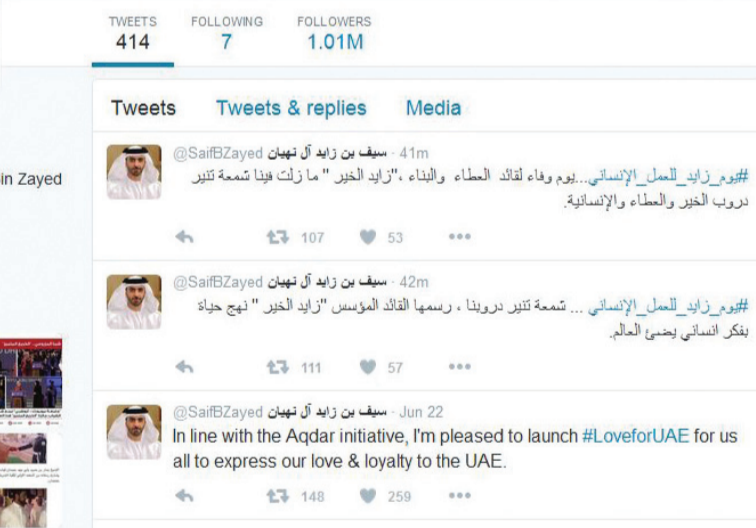 TWEETS
FOLLOWING
FOLLOWERS
414
7
1.01M
Tweets
Tweets & replies
Media
in Zayed
سيف بن زايد آل نهيان @SaifBZayed · 41m
#يوم_زايد_للعمل_الإنساني...يوم وفاء لقائد العطاء والبناء ،"زايد الخير " ما زلت فينا شمعة تنير
دروب الخير والعطاء والإنسانية.
107
53
سيف بن زايد آل نهيان @SaifBZayed · 42m
#يوم_زايد_للعمل_الإنساني ... شمعة تنير دروبنا ، رسمها القائد المؤسس "زايد الخير " نهج حياة
بفكر انساني يضئ العالم.
111
57
سيف بن زايد آل نهيان @SaifBZayed · Jun 22
In line with the Aqdar initiative, I'm pleased to launch #LoveforUAE for us
all to express our love & loyalty to the UAE.
148
259